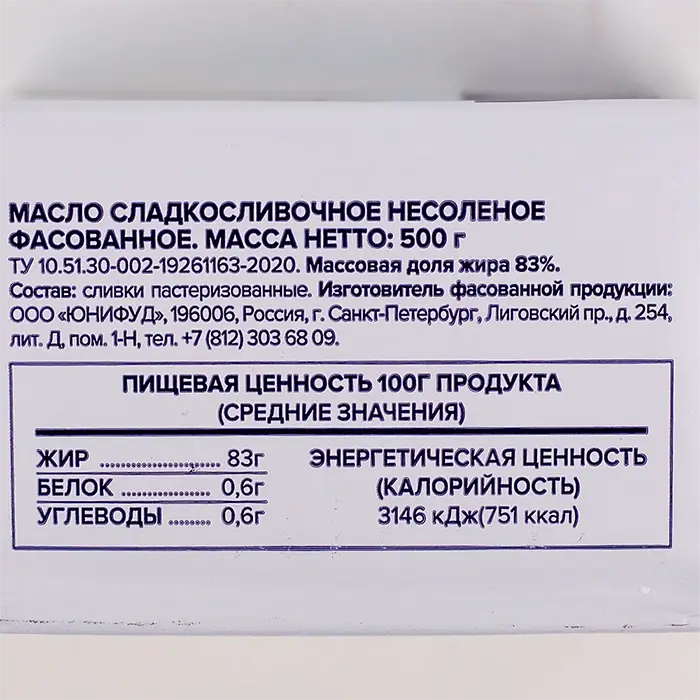 МАСЛО СЛАДКОСЛИВОЧНОЕ НЕСОЛЕНОЕ
ФАСОВАННОЕ. МАССА НЕТТО: 500 г
ТУ 10.51.30-002-19261163-2020. Массовая доля жира 83%.
Состав: сливки пастеризованные. Изготовитель фасованной продукции:
ООО «ЮНИФУД», 196006, Россия, г. Санкт-Петербург, Лиговский пр., д. 254,
лит. Д, пом. 1-Н, тел. +7 (812) 303 68 09.
ПИЩЕВАЯ ЦЕННОСТЬ 100Г ПРОДУКТА
(СРЕДНИЕ ЗНАЧЕНИЯ)
ЖИР ........................ 83г
БЕЛОК ................. 0,6г
УГЛЕВОДЫ ......... 0,6г
ЭНЕРГЕТИЧЕСКАЯ ЦЕННОСТЬ
(КАЛОРИЙНОСТЬ)
3146 кДж(751 ккал)